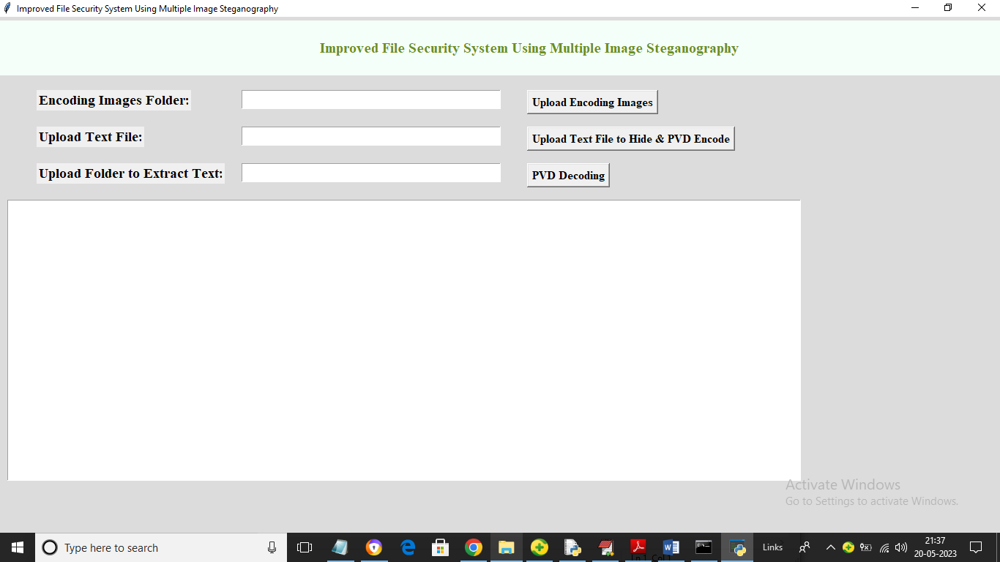 Improved File Security System Using Multiple Image Steganography
Improved File Security System Using Multiple Image Steganography
Encoding Images Folder:
Upload Encoding Images
Upload Text File:
Upload Text File to Hide & PVD Encode
Upload Folder to Extract Text:
PVD Decoding
Activate Windows
Go to Settings to activate Windows.
Type here to search
Links
21:37
20-05-2023